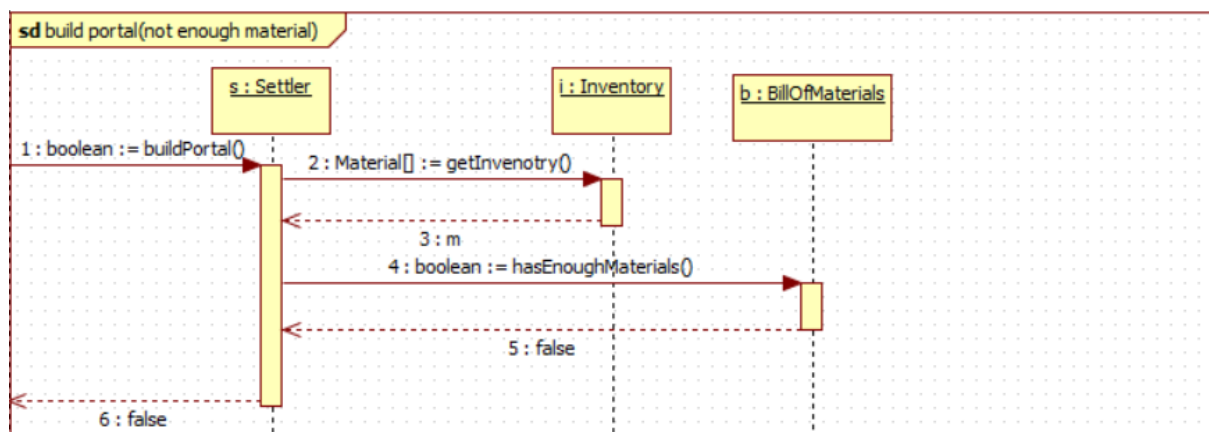 sd build portal(not enough material)
s : Settler
i : Inventory
b : BillOfMaterials
1 : boolean := buildPortal()
2 : Material[] := getInvenotry()
3 : m
4 : boolean := hasEnoughMaterials()
5 : false
6 : false